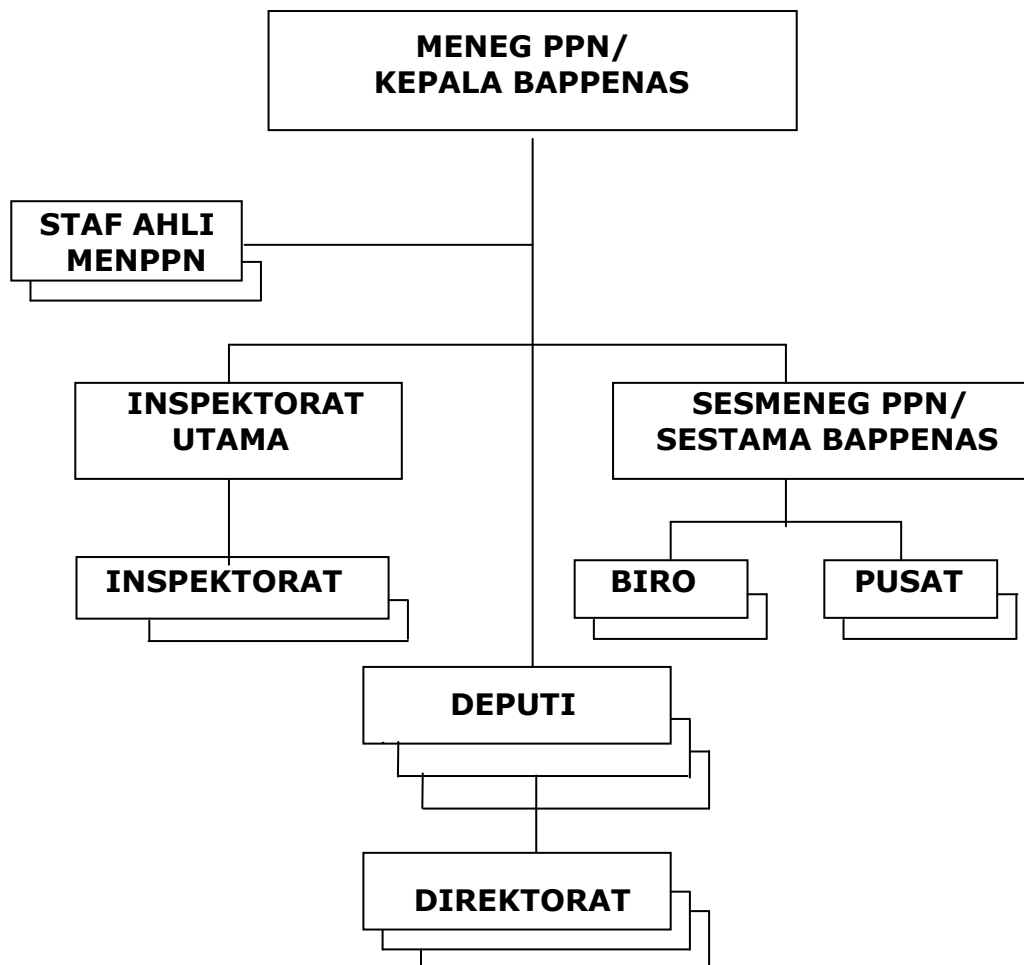 MENEG PPN/
KEPALA BAPPENAS
STAF AHLI
MENPPN
INSPEKTORAT
UTAMA
SESMENEG PPN/
SESTAMA BAPPENAS
INSPEKTORAT
BIRO
PUSAT
DEPUTI
DIREKTORAT